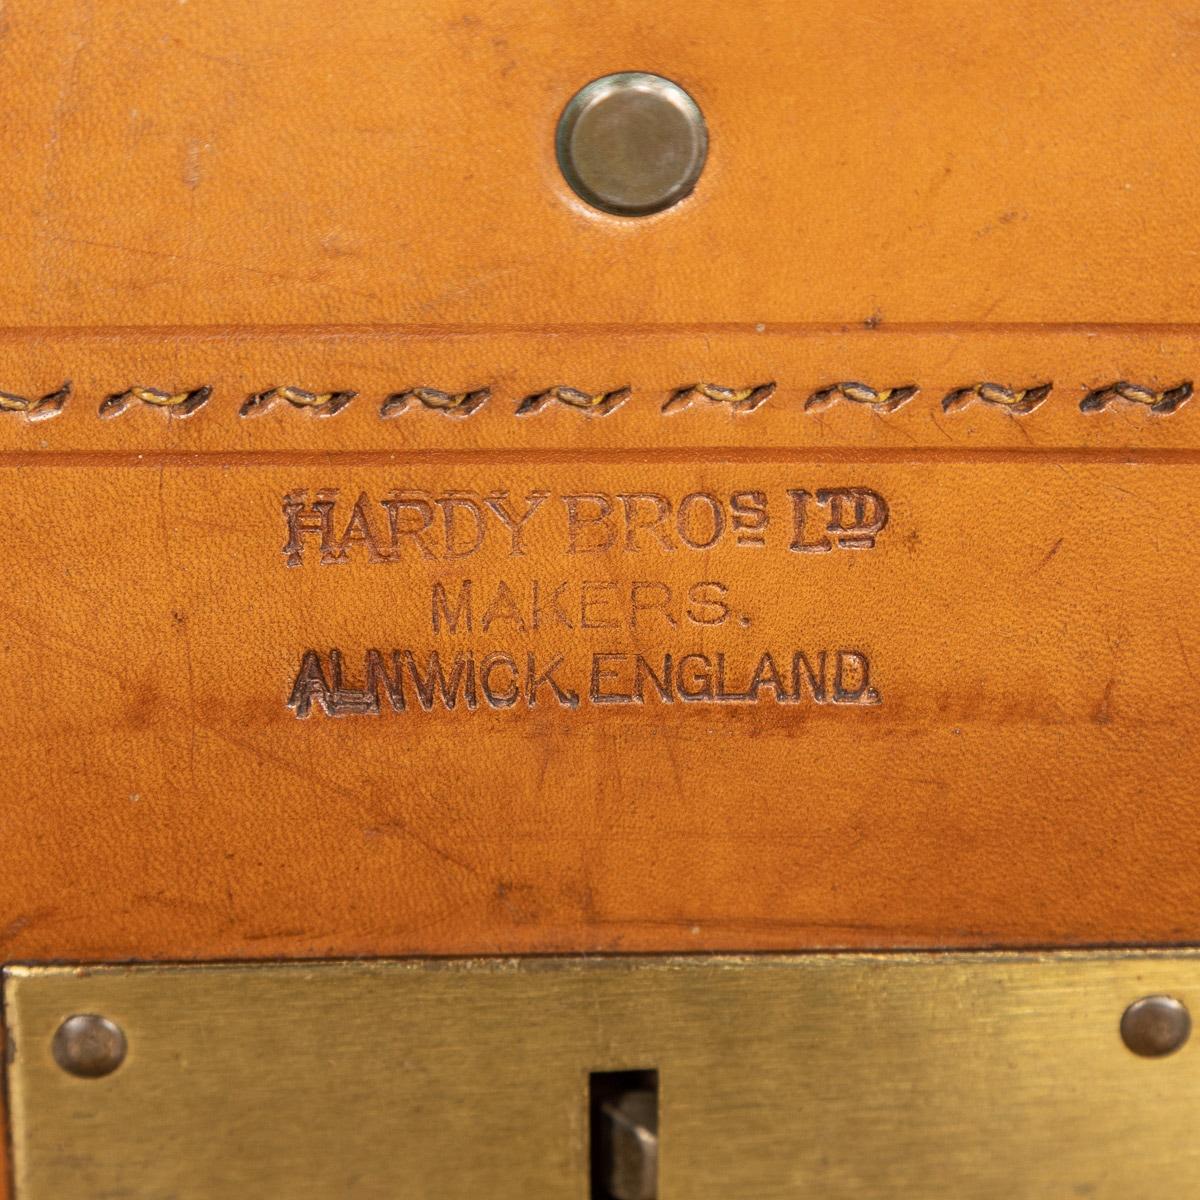 HARDY BROS LTD
MAKERS.
ALNWICK, ENGLAND.